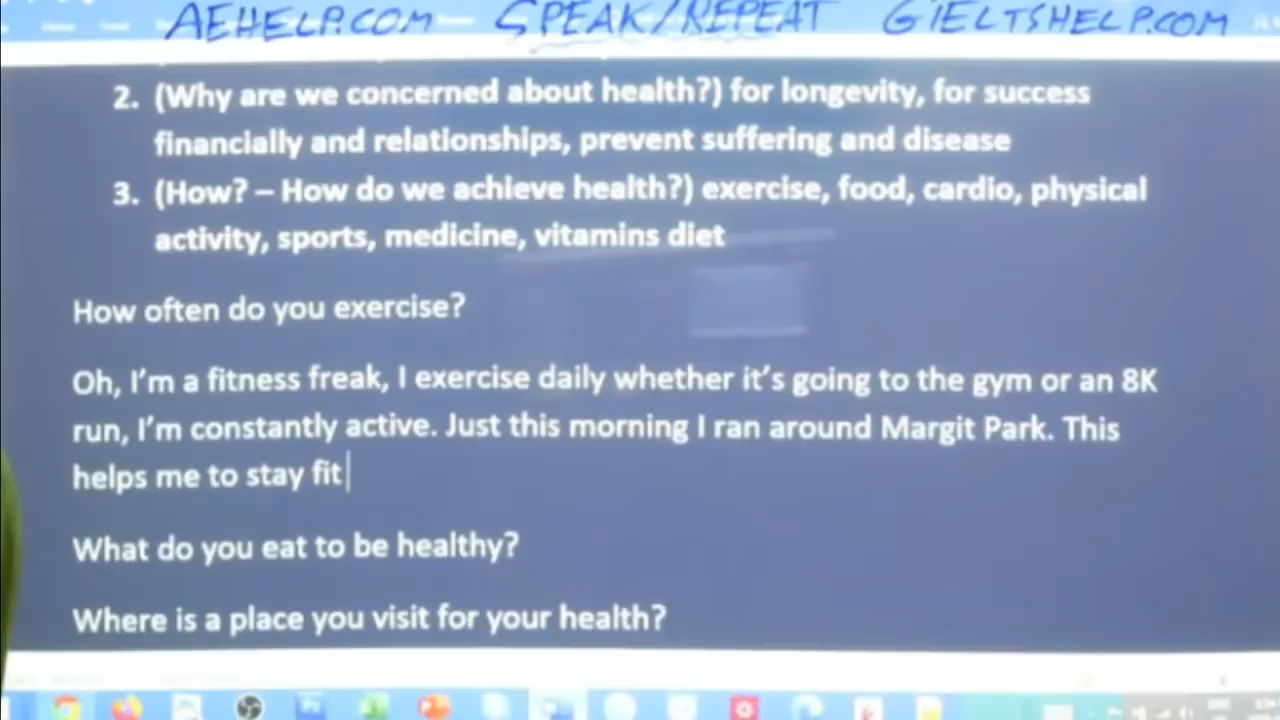 AEHELP.COM SPEAK/REPEAT GIELTSHELP.COM
2. (Why are we concerned about health?) for longevity, for success
financially and relationships, prevent suffering and disease
3. (How? – How do we achieve health?) exercise, food, cardio, physical
activity, sports, medicine, vitamins diet
How often do you exercise?
Oh, I'm a fitness freak, I exercise daily whether it's going to the gym or an 8K
run, I'm constantly active. Just this morning I ran around Margit Park. This
helps me to stay fit
What do you eat to be healthy?
Where is a place you visit for your health?